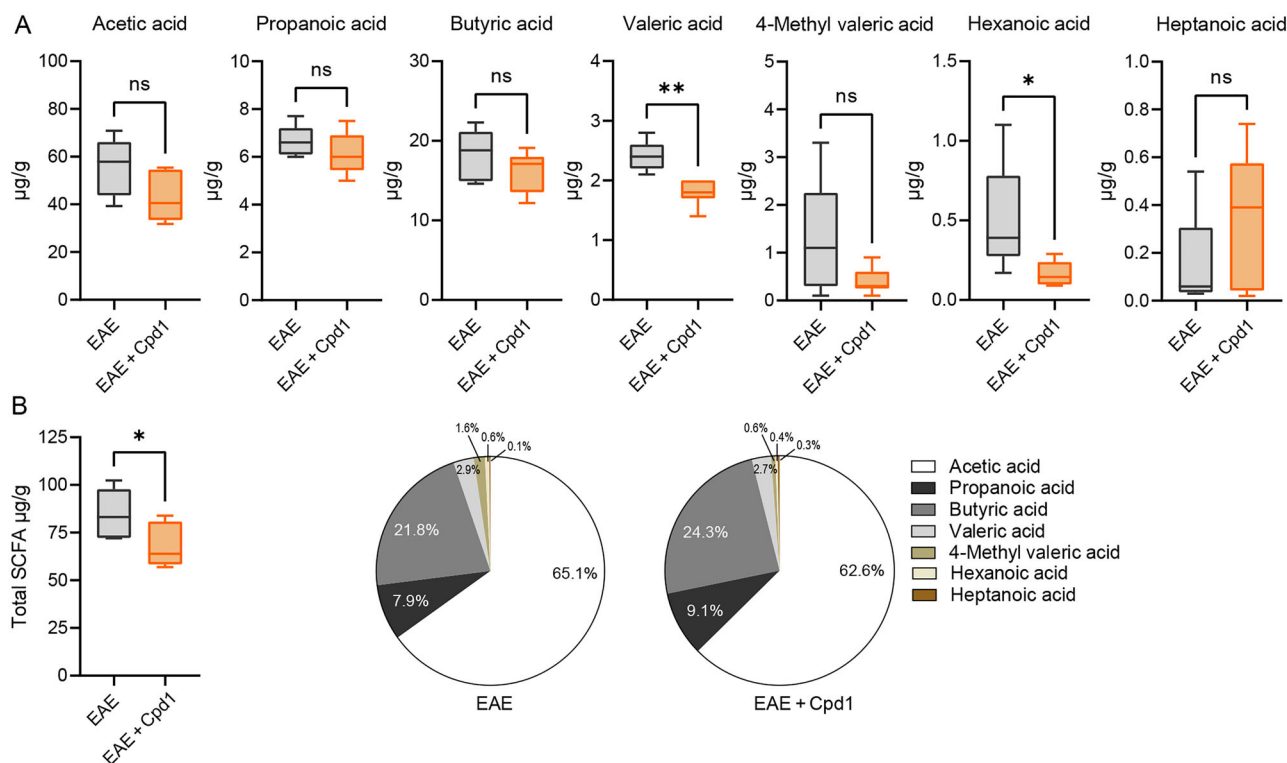 A
Acetic acid
Propanoic acid
Butyric acid
Valeric acid
4-Methyl valeric acid
Hexanoic acid
Heptanoic acid
100
80
60
40
20
0
µg/g
ns
EAE
EAE + Cpd1
10
8
6
4
2
0
µg/g
ns
EAE
EAE + Cpd1
30
20
10
0
µg/g
ns
EAE
EAE + Cpd1
4
3
2
1
0
µg/g
**
EAE
EAE + Cpd1
5
4
3
2
1
0
µg/g
ns
EAE
EAE + Cpd1
1.5
1.0
0.5
0.0
µg/g
*
EAE
EAE + Cpd1
1.0
0.8
0.6
0.4
0.2
0.0
µg/g
ns
EAE
EAE + Cpd1
B
125
100
75
50
25
0
Total SCFA µg/g
*
EAE
EAE + Cpd1
1.6%
0.6%
0.1%
2.9%
21.8%
7.9%
65.1%
EAE
0.6%
0.4%
0.3%
2.7%
24.3%
9.1%
62.6%
EAE + Cpd1
Acetic acid
Propanoic acid
Butyric acid
Valeric acid
4-Methyl valeric acid
Hexanoic acid
Heptanoic acid